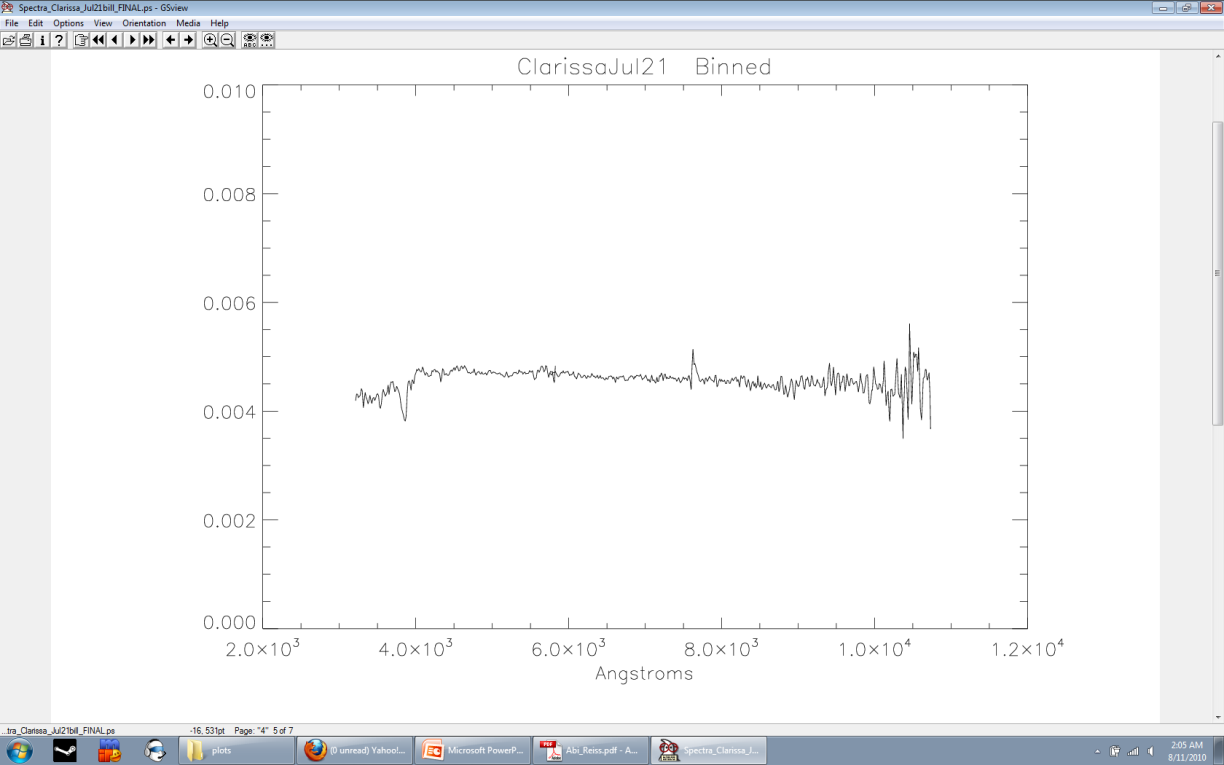 Spectra_Clarissa_Jul21bill_FINAL.ps - GSview
File Edit Options View Orientation Media Help
ClarissaJul21 Binned
0.010
0.008
0.006
0.004
0.002
0.000
2.0×10³ 4.0×10³ 6.0×10³ 8.0×10³ 1.0×10⁴ 1.2×10⁴
Angstroms
...tra_Clarissa_Jul21bill_FINAL.ps -16, 531pt Page: "4" 5 of 7
plots (0 unread) Yahoo!... Microsoft PowerP... Abi_Reiss.pdf - A... Spectra_Clarissa_J...
2:05 AM
8/11/2010